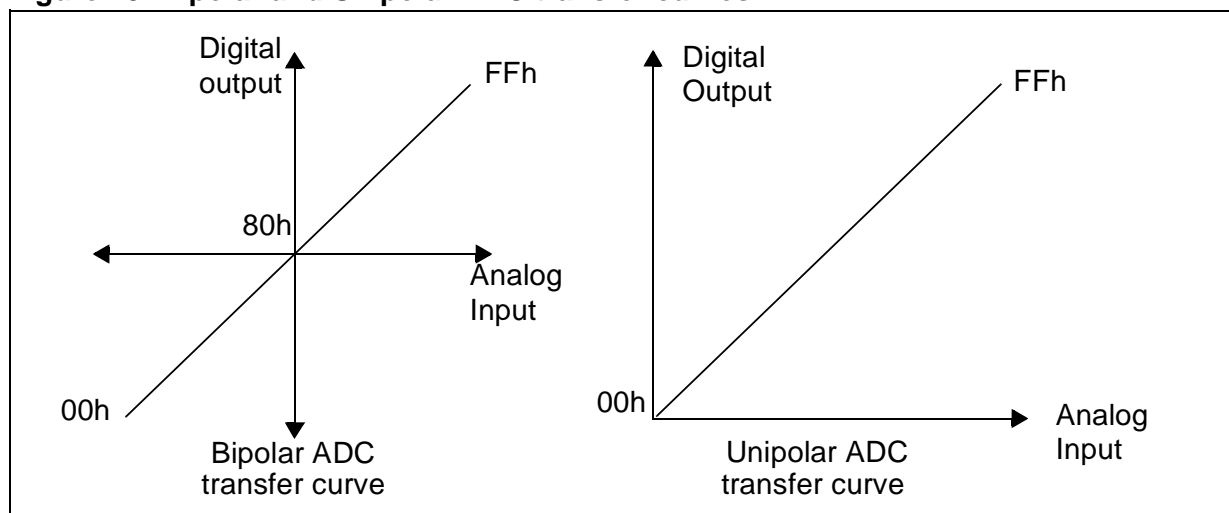 Digital
output
FFh
80h
Analog
Input
00h
Bipolar ADC
transfer curve
Digital
Output
FFh
00h
Analog
Input
Unipolar ADC
transfer curve